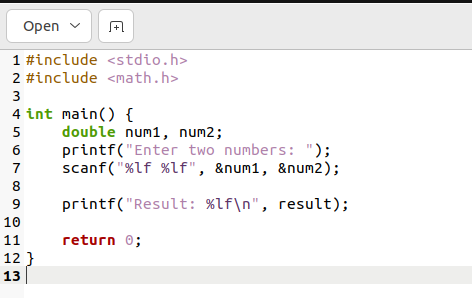 Open
1 #include <stdio.h>
2 #include <math.h>
3
4 int main() {
5     double num1, num2;
6     printf("Enter two numbers: ");
7     scanf("%lf %lf", &num1, &num2);
8
9     printf("Result: %lf\n", result);
10
11     return 0;
12 }
13